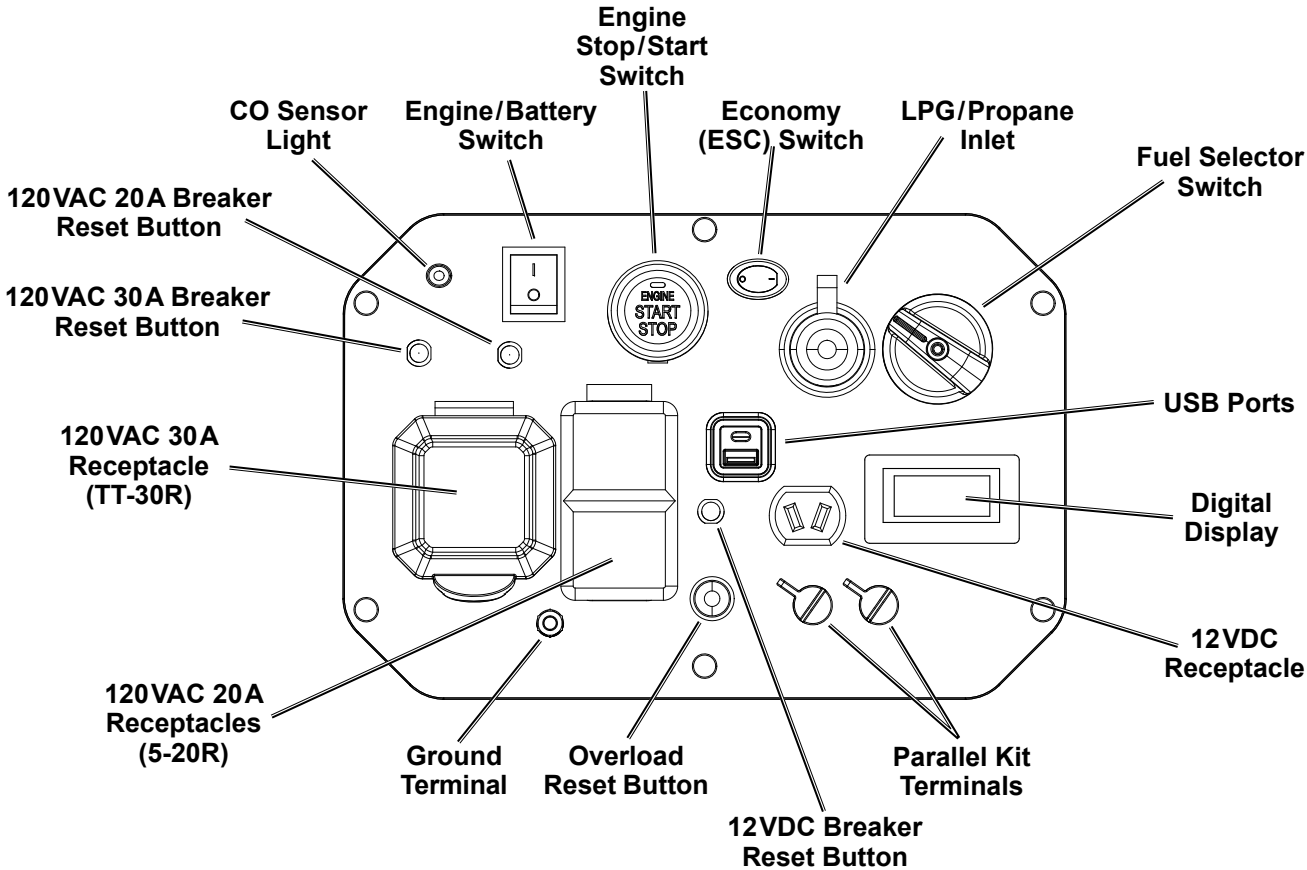 Engine
Stop/Start
Switch
CO Sensor
Light
Engine/Battery
Switch
Economy
(ESC) Switch
LPG/Propane
Inlet
Fuel Selector
Switch
120VAC 20A Breaker
Reset Button
120VAC 30A Breaker
Reset Button
ENGINE
START
STOP
USB Ports
120VAC 30A
Receptacle
(TT-30R)
Digital
Display
12VDC
Receptacle
120VAC 20A
Receptacles
(5-20R)
Ground
Terminal
Overload
Reset Button
Parallel Kit
Terminals
12VDC Breaker
Reset Button